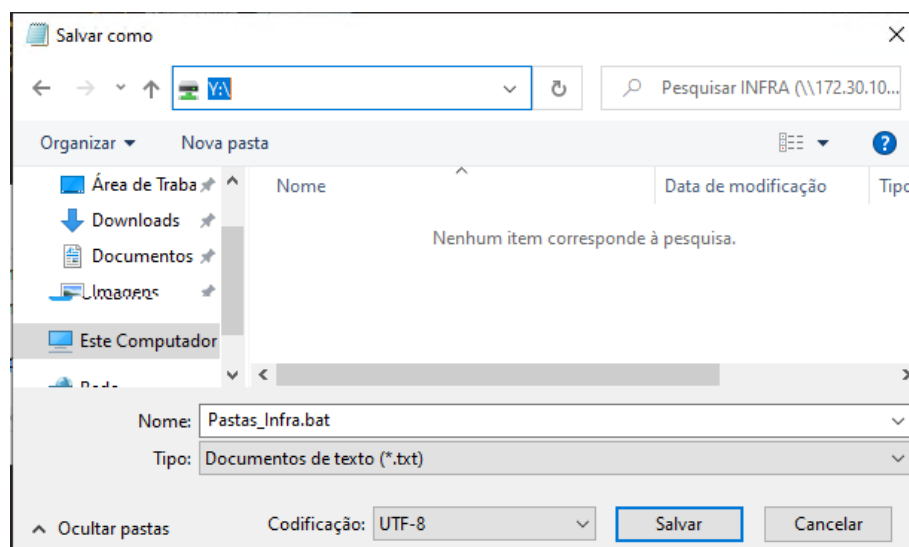 Salvar como
Y:\
Pesquisar INFRA (\\172.30.10...
Organizar
Nova pasta
Área de Traba
Nome
Data de modificação
Tipo
Downloads
Nenhum item corresponde à pesquisa.
Documentos
Imagens
Este Computador
Rede
Nome: Pastas_Infra.bat
Tipo: Documentos de texto (*.txt)
Ocultar pastas
Codificação: UTF-8
Salvar
Cancelar